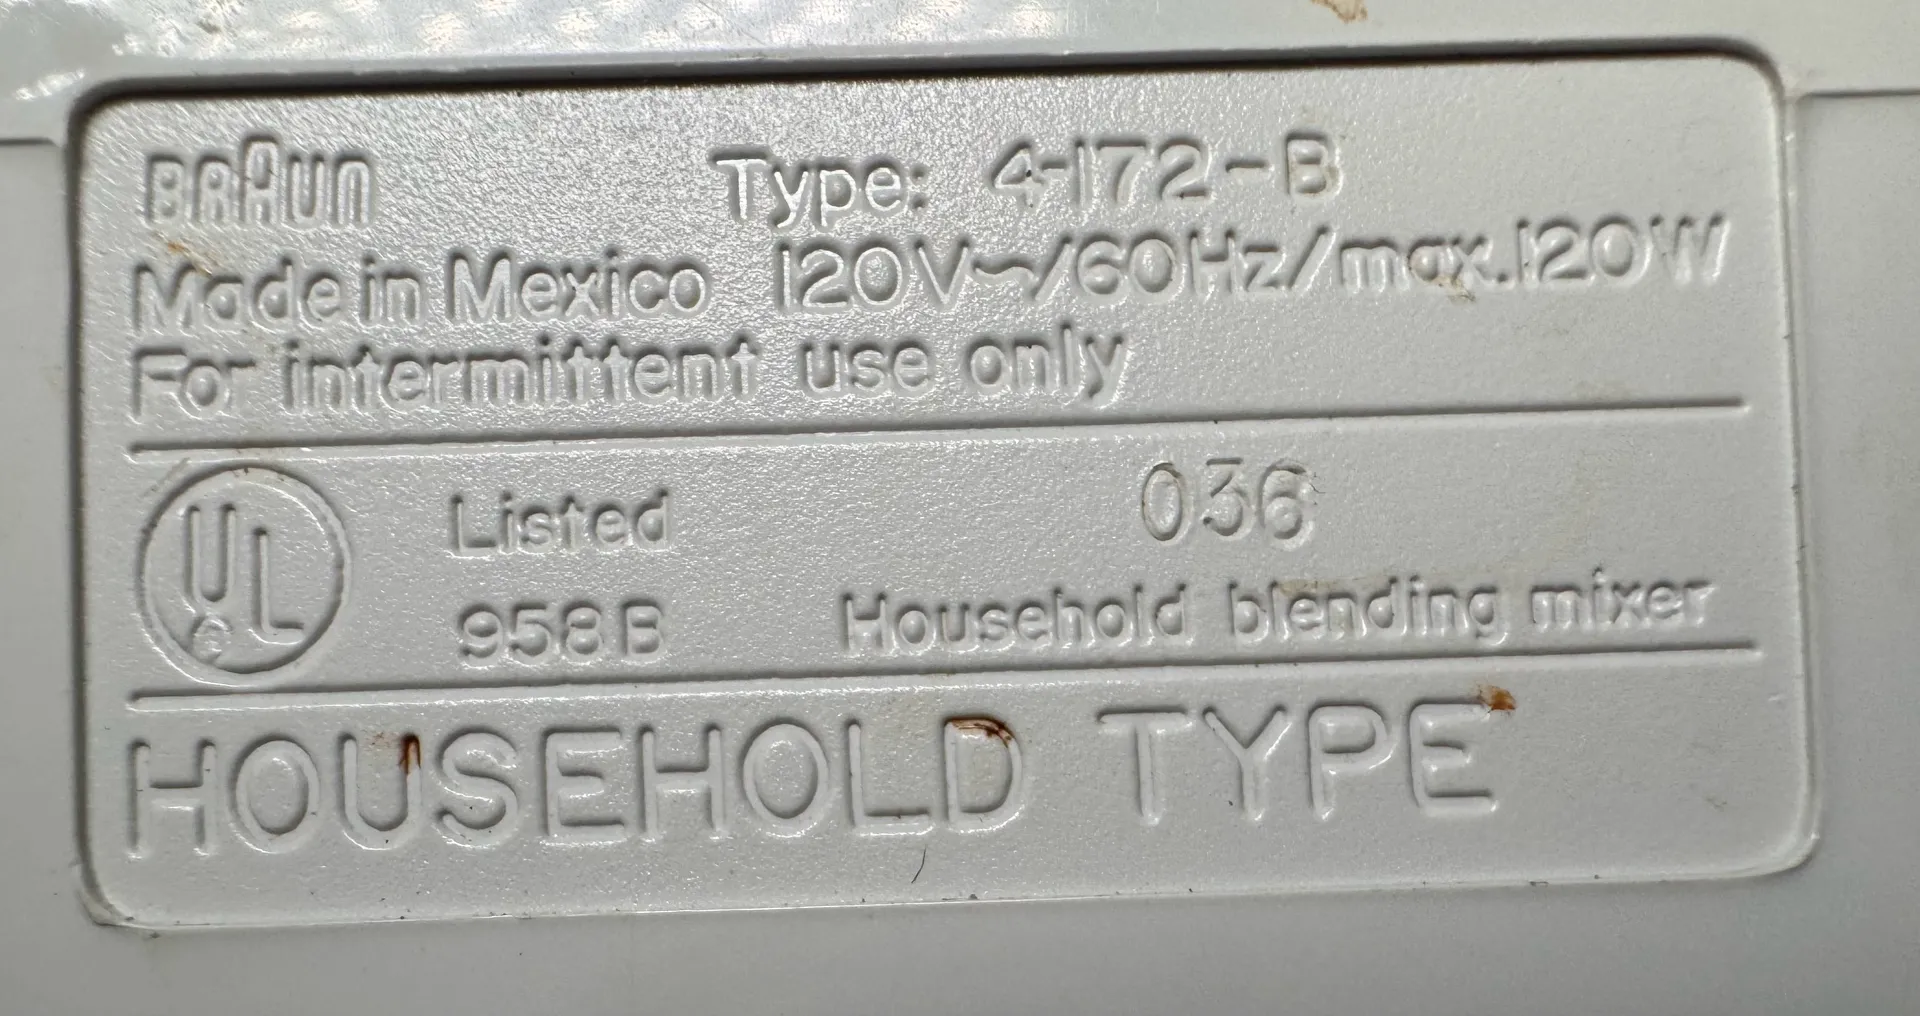 BRAUN Type: 4-172-B
Made in Mexico 120V~/60Hz/max.120W
For intermittent use only
UL Listed 036
958B Household blending mixer
HOUSEHOLD TYPE